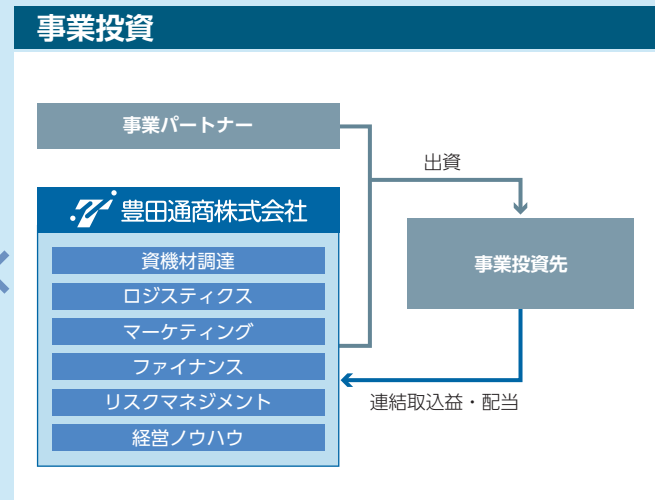 事業投資
事業パートナー
出資
豊田通商株式会社
事業投資先
資機材調達
ロジスティクス
マーケティング
ファイナンス
リスクマネジメント
経営ノウハウ
連結取込益・配当